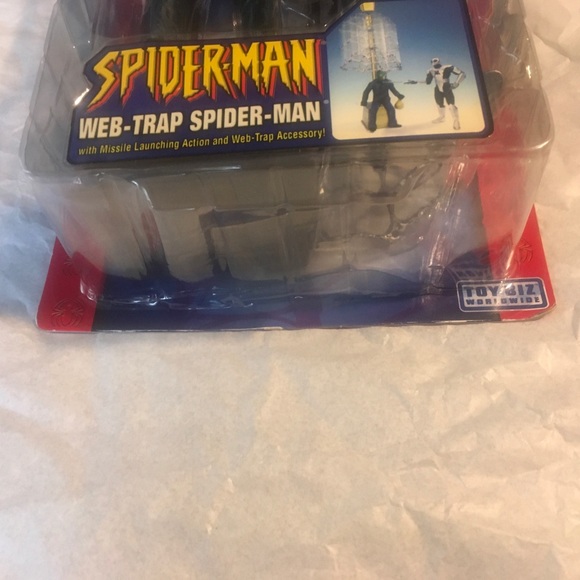 SPIDER-MAN
WEB-TRAP SPIDER-MAN
with Missile Launching Action and Web-Trap Accessory!
TOY BIZ
WORLDWIDE